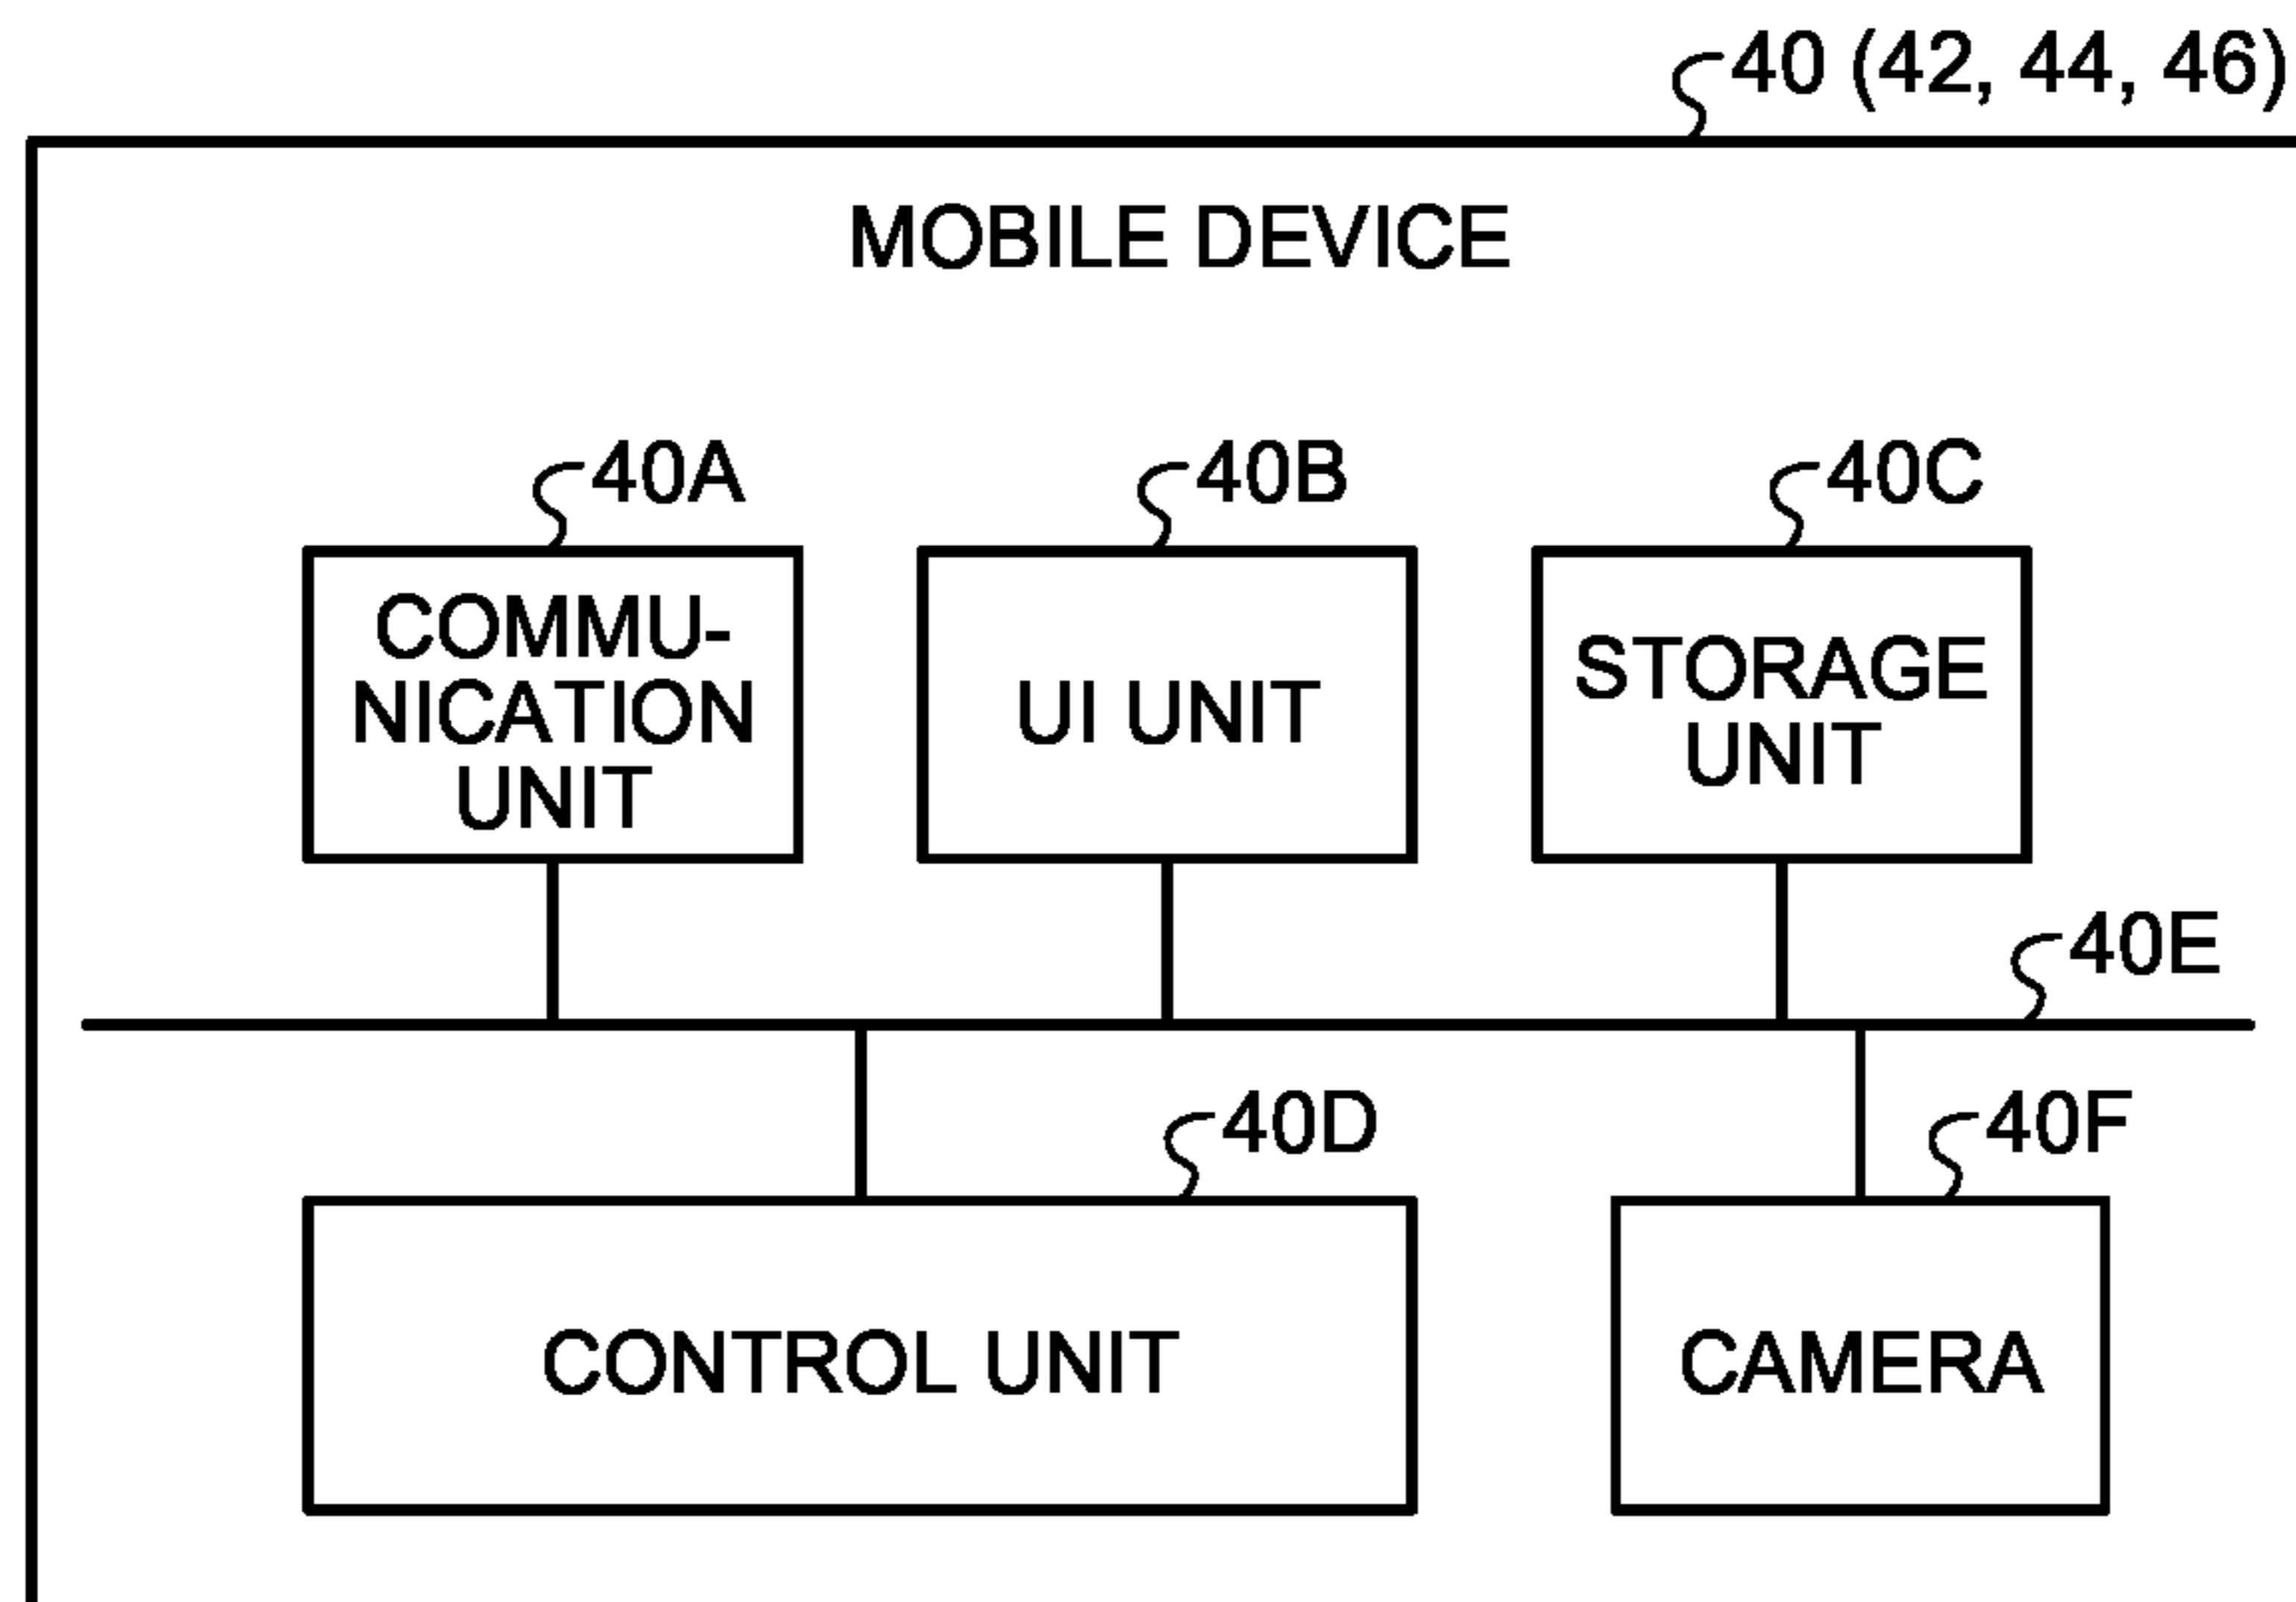 40 (42, 44, 46)
MOBILE DEVICE
40A
40B
40C
COMMU-
NICATION
UNIT
UI UNIT
STORAGE
UNIT
40E
40D
40F
CONTROL UNIT
CAMERA